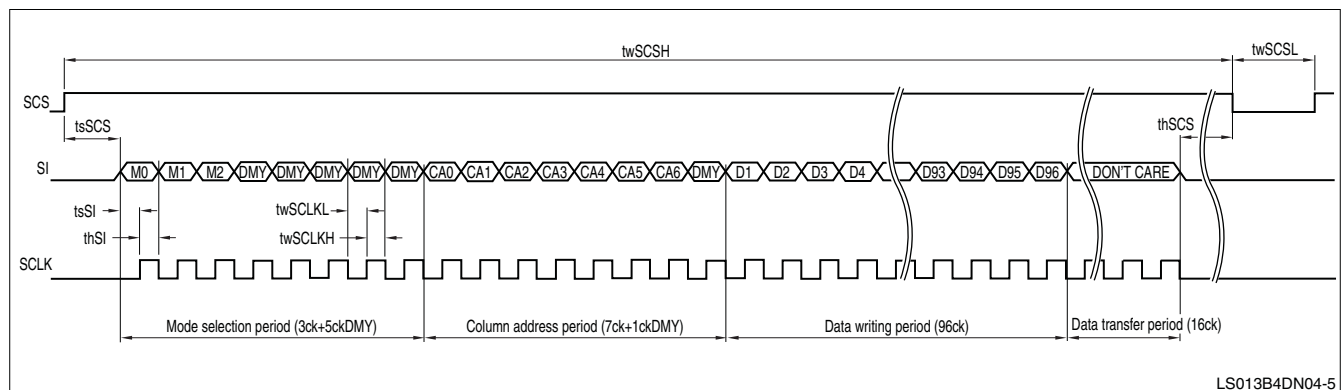 twSCSH twSCSL
SCS
tsSCS thSCS
SI M0 M1 M2 DMY DMY DMY DMY DMY CA0 CA1 CA2 CA3 CA4 CA5 CA6 DMY D1 D2 D3 D4 D93 D94 D95 D96 DON'T CARE
tsSI twSCLKL
thSI twSCLKH
SCLK
Mode selection period (3ck+5ckDMY) Column address period (7ck+1ckDMY) Data writing period (96ck) Data transfer period (16ck)
LS013B4DN04-5